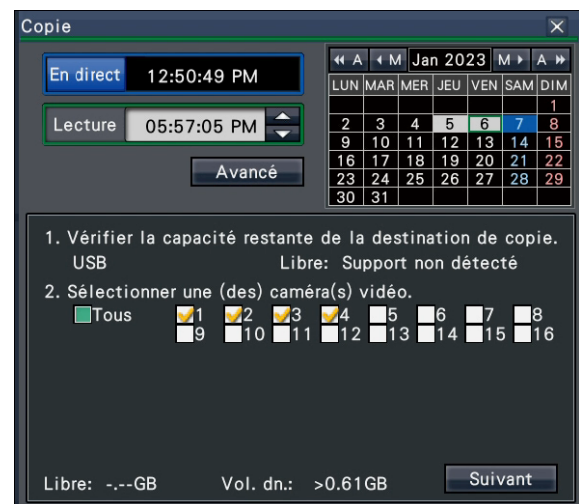 Copie
En direct 12:50:49 PM
Lecture 05:57:05 PM
Avancé
A M Jan 2023 M A
LUN MAR MER JEU VEN SAM DIM
1
2 3 4 5 6 7 8
9 10 11 12 13 14 15
16 17 18 19 20 21 22
23 24 25 26 27 28 29
30 31
1. Vérifier la capacité restante de la destination de copie.
USB Libre: Support non détecté
2. Sélectionner une (des) caméra(s) vidéo.
Tous 1 2 3 4 5 6 7 8
9 10 11 12 13 14 15 16
Libre: -.--GB Vol. dn.: >0.61GB Suivant